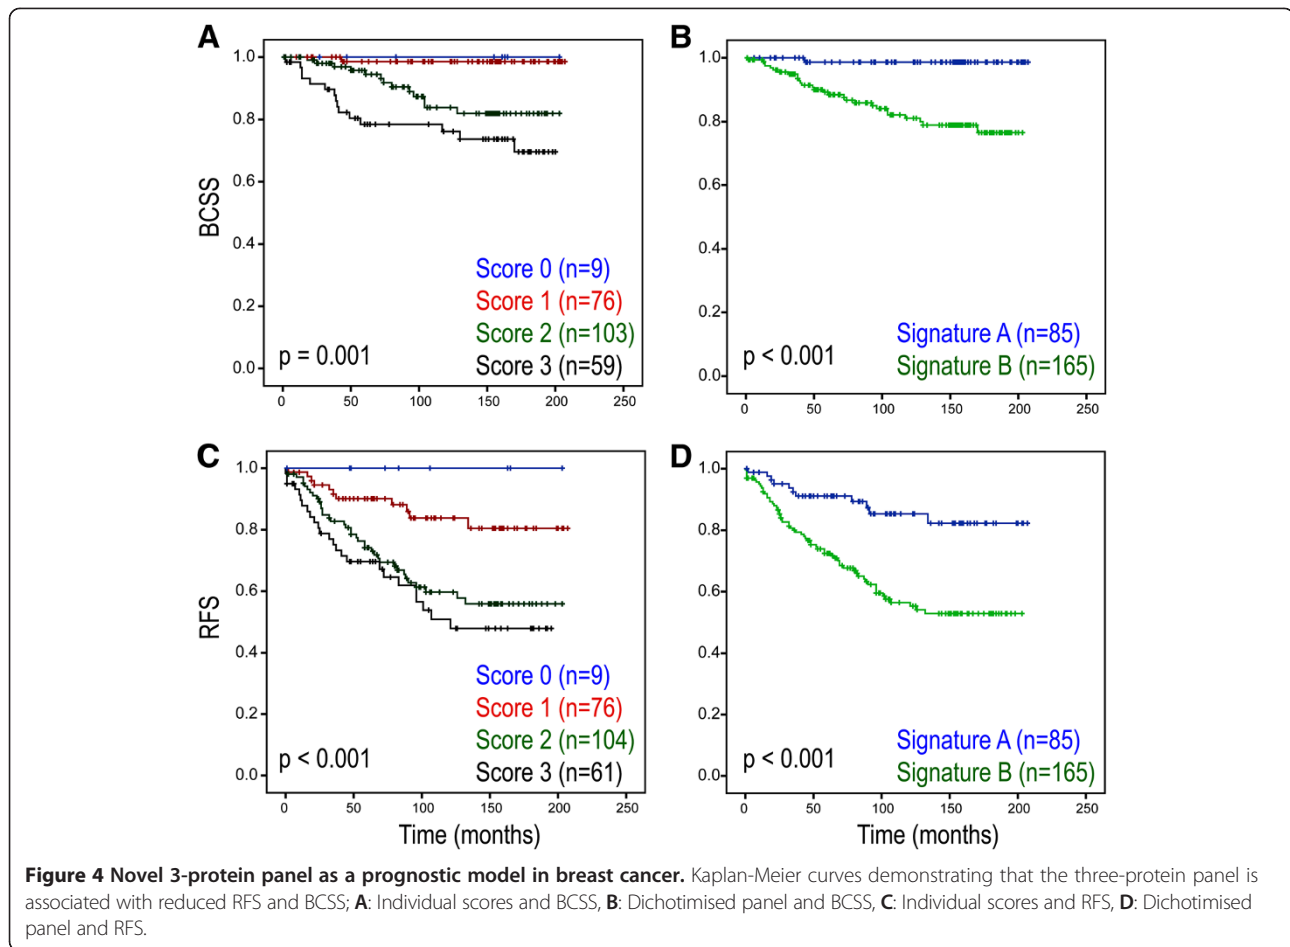 A
1.0
0.8
0.6
0.4
0.2
0.0
BCSS
Score 0 (n=9)
Score 1 (n=76)
Score 2 (n=103)
Score 3 (n=59)
p = 0.001
0 50 100 150 200 250
B
1.0
0.8
0.6
0.4
0.2
0.0
Signature A (n=85)
Signature B (n=165)
p < 0.001
0 50 100 150 200 250
C
1.0
0.8
0.6
0.4
0.2
0.0
RFS
Score 0 (n=9)
Score 1 (n=76)
Score 2 (n=104)
Score 3 (n=61)
p < 0.001
0 50 100 150 200 250
Time (months)
D
1.0
0.8
0.6
0.4
0.2
0.0
Signature A (n=85)
Signature B (n=165)
p < 0.001
0 50 100 150 200 250
Time (months)
Figure 4 Novel 3-protein panel as a prognostic model in breast cancer. Kaplan-Meier curves demonstrating that the three-protein panel is
associated with reduced RFS and BCSS; A: Individual scores and BCSS, B: Dichotimised panel and BCSS, C: Individual scores and RFS, D: Dichotimised
panel and RFS.